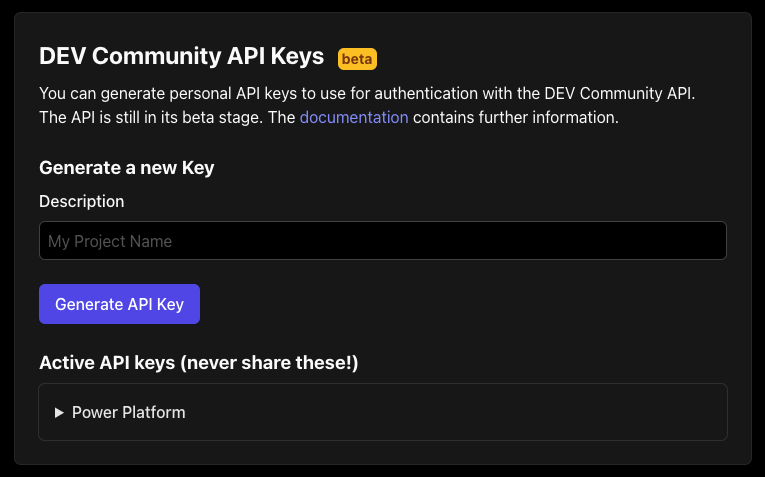 DEV Community API Keys beta
You can generate personal API keys to use for authentication with the DEV Community API.
The API is still in its beta stage. The documentation contains further information.
Generate a new Key
Description
My Project Name
Generate API Key
Active API keys (never share these!)
Power Platform